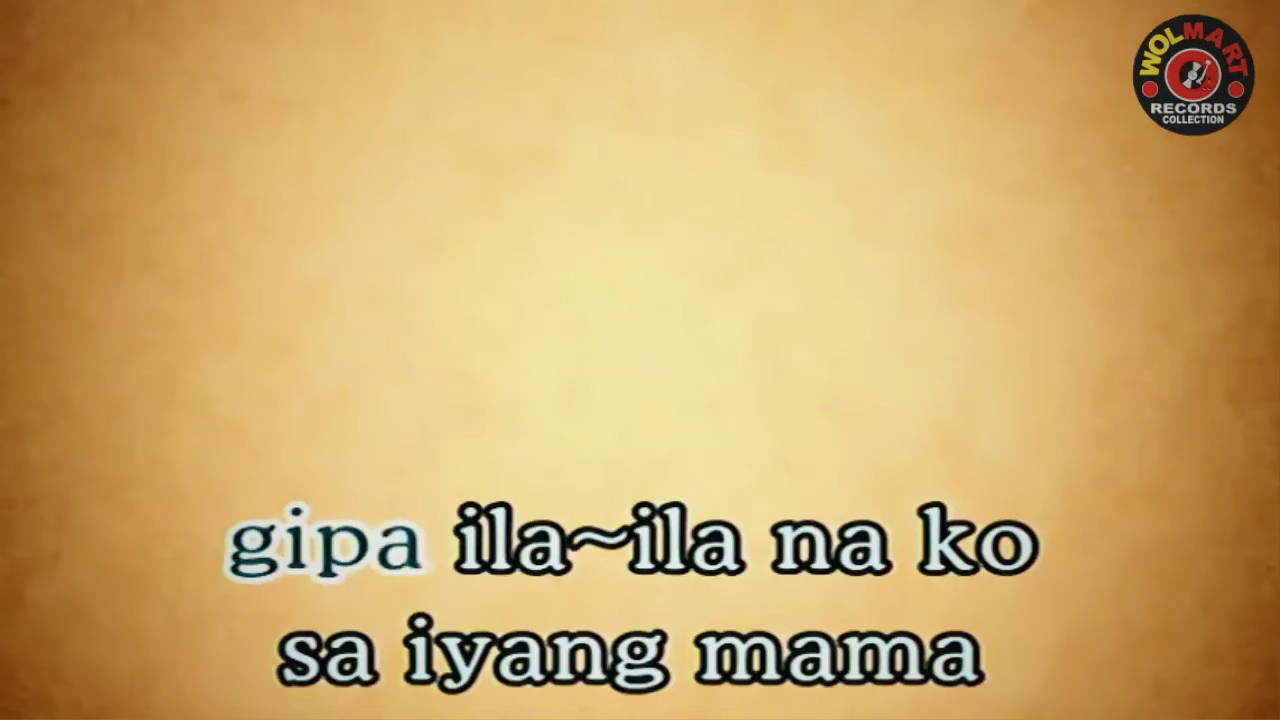 WOLMART
RECORDS
COLLECTION
gipa ila~ila na ko
sa iyang mama